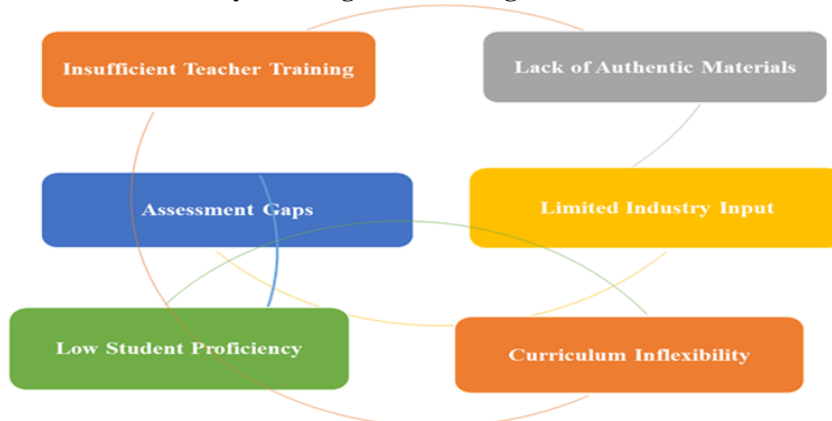 Insufficient Teacher Training
Lack of Authentic Materials
Assessment Gaps
Limited Industry Input
Low Student Proficiency
Curriculum Inflexibility